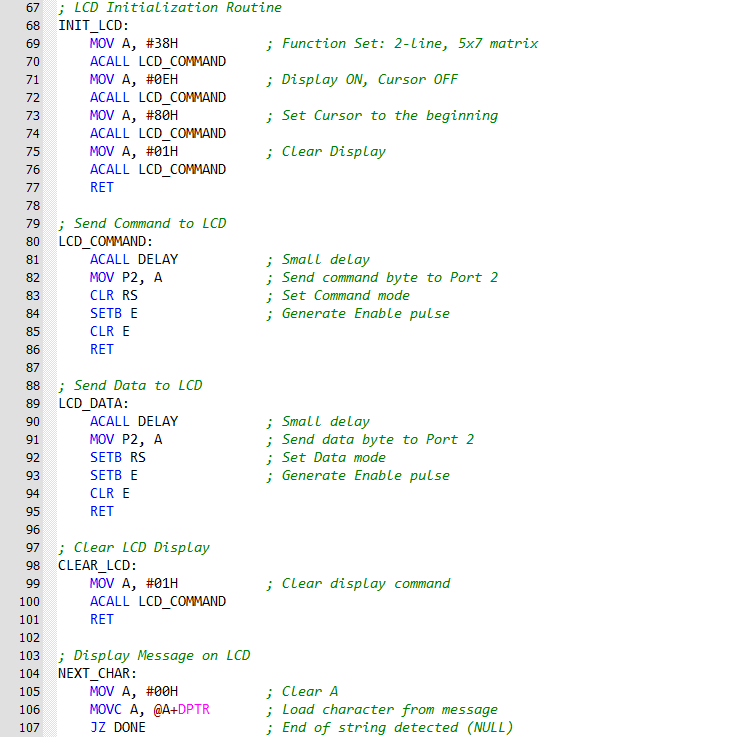 67 ; LCD Initialization Routine
68 INIT_LCD:
69     MOV A, #38H           ; Function Set: 2-line, 5x7 matrix
70     ACALL LCD_COMMAND
71     MOV A, #0EH           ; Display ON, Cursor OFF
72     ACALL LCD_COMMAND
73     MOV A, #80H           ; Set Cursor to the beginning
74     ACALL LCD_COMMAND
75     MOV A, #01H           ; Clear Display
76     ACALL LCD_COMMAND
77     RET
78
79 ; Send Command to LCD
80 LCD_COMMAND:
81     ACALL DELAY           ; Small delay
82     MOV P2, A             ; Send command byte to Port 2
83     CLR RS                ; Set Command mode
84     SETB E                ; Generate Enable pulse
85     CLR E
86     RET
87
88 ; Send Data to LCD
89 LCD_DATA:
90     ACALL DELAY           ; Small delay
91     MOV P2, A             ; Send data byte to Port 2
92     SETB RS               ; Set Data mode
93     SETB E                ; Generate Enable pulse
94     CLR E
95     RET
96
97 ; Clear LCD Display
98 CLEAR_LCD:
99     MOV A, #01H           ; Clear display command
100     ACALL LCD_COMMAND
101     RET
102
103 ; Display Message on LCD
104 NEXT_CHAR:
105     MOV A, #00H           ; Clear A
106     MOVC A, @A+DPTR       ; Load character from message
107     JZ DONE               ; End of string detected (NULL)